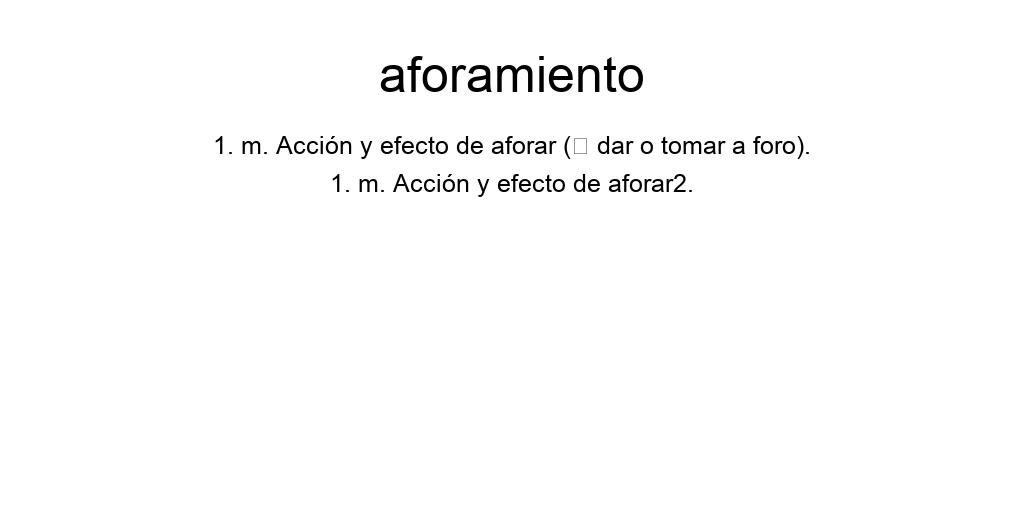 aforamiento
1. m. Acción y efecto de aforar (□ dar o tomar a foro).
1. m. Acción y efecto de aforar2.